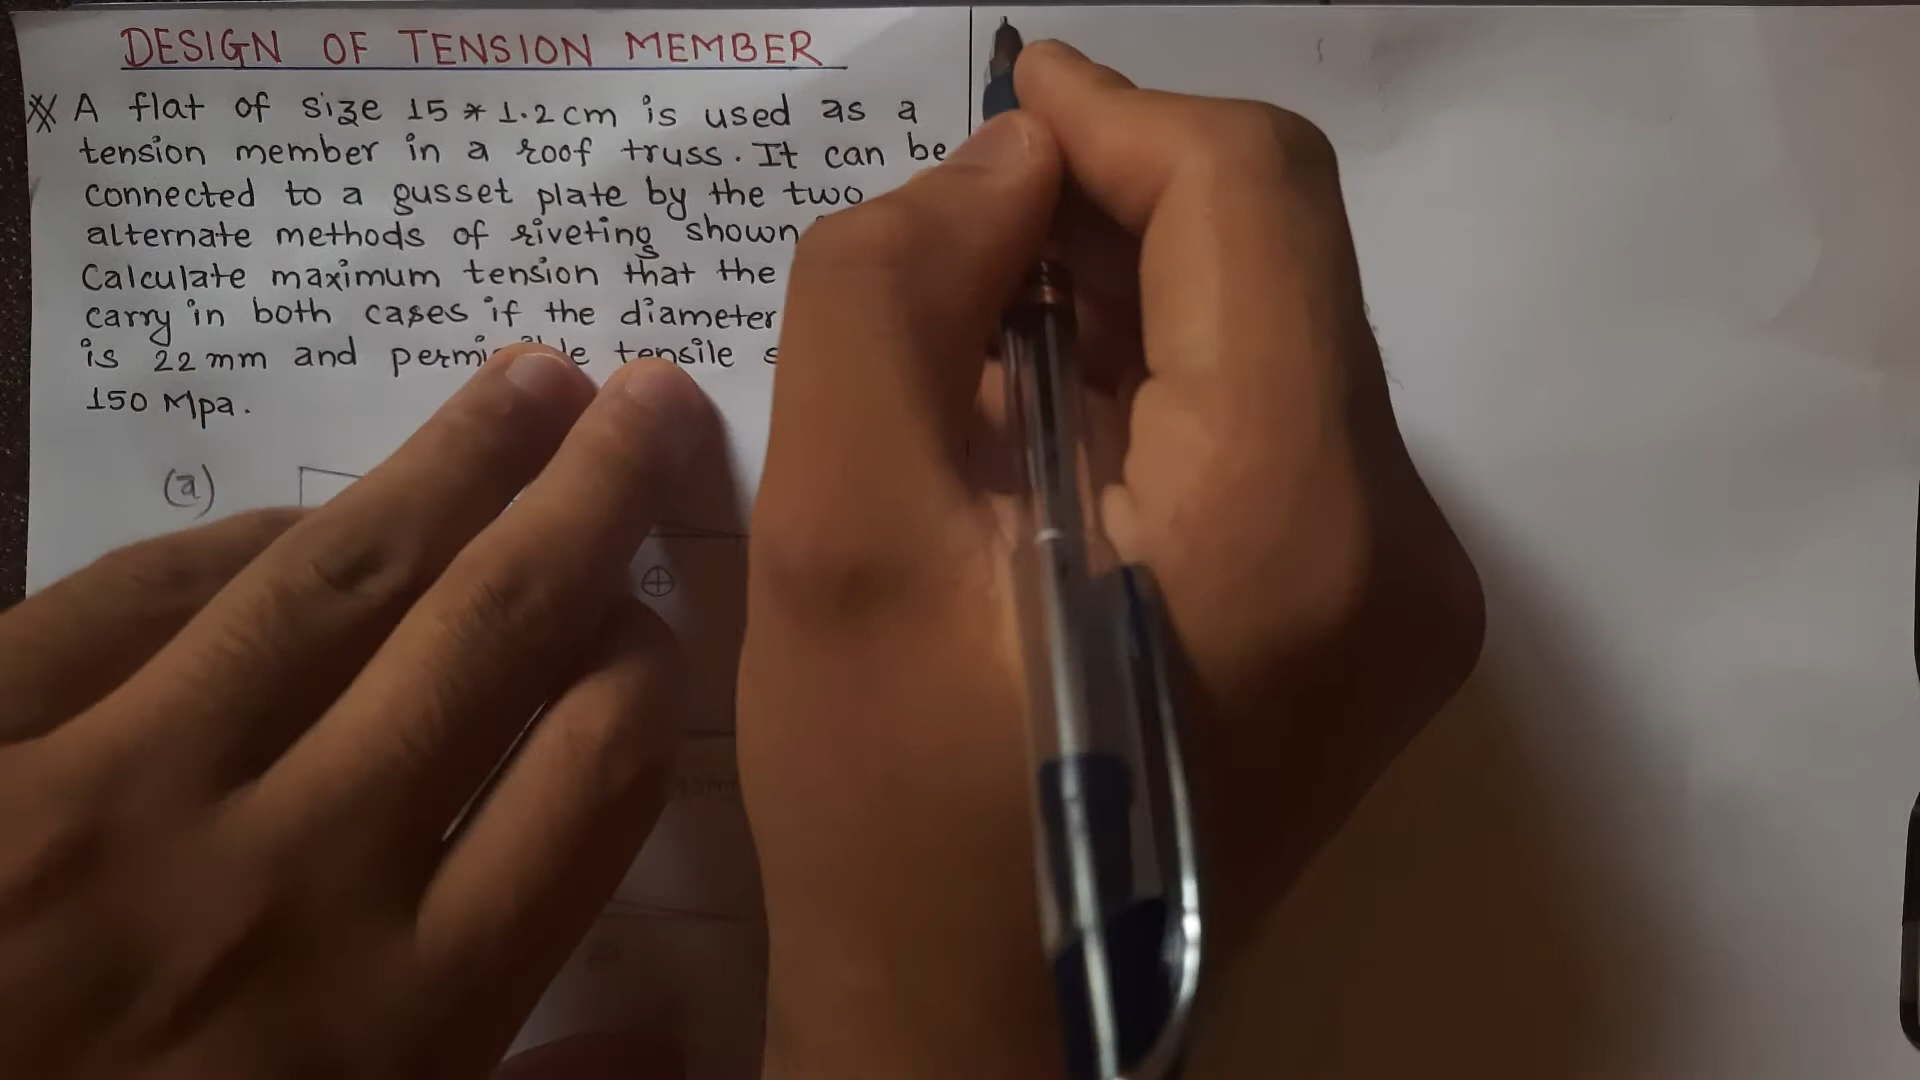 DESIGN OF TENSION MEMBER
A flat of size 15 * 1.2 cm is used as a
tension member in a roof truss. It can be
connected to a gusset plate by the two
alternate methods of rivetings shown
Calculate maximum tension that the
carry in both cases if the diameter
is 22 mm and tensile
150 Mpa.
(a)